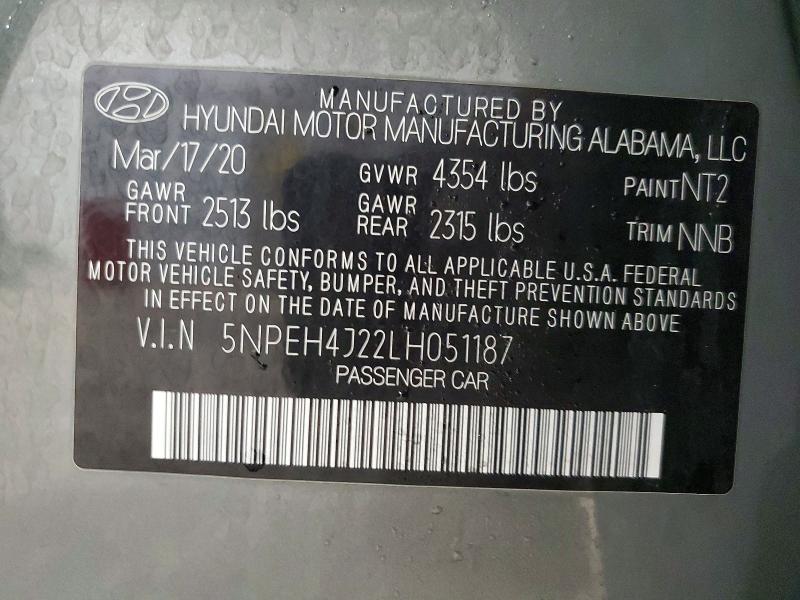 MANUFACTURED BY
HYUNDAI MOTOR MANUFACTURING ALABAMA, LLC
Mar/17/20 GVWR 4354 lbs PAINT NT2
GAWR FRONT 2513 lbs GAWR REAR 2315 lbs TRIM NNB
THIS VEHICLE CONFORMS TO ALL APPLICABLE U.S.A. FEDERAL
MOTOR VEHICLE SAFETY, BUMPER, AND THEFT PREVENTION STANDARDS
IN EFFECT ON THE DATE OF MANUFACTURE SHOWN ABOVE
V.I.N 5NPEH4J22LH051187
PASSENGER CAR